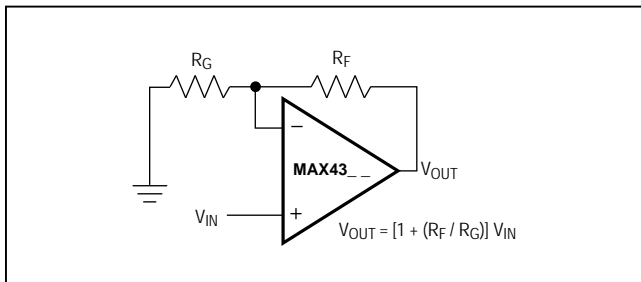 RG
RF
−
MAX43_ _
VOUT
VIN
+
VOUT = [1 + (RF / RG)] VIN